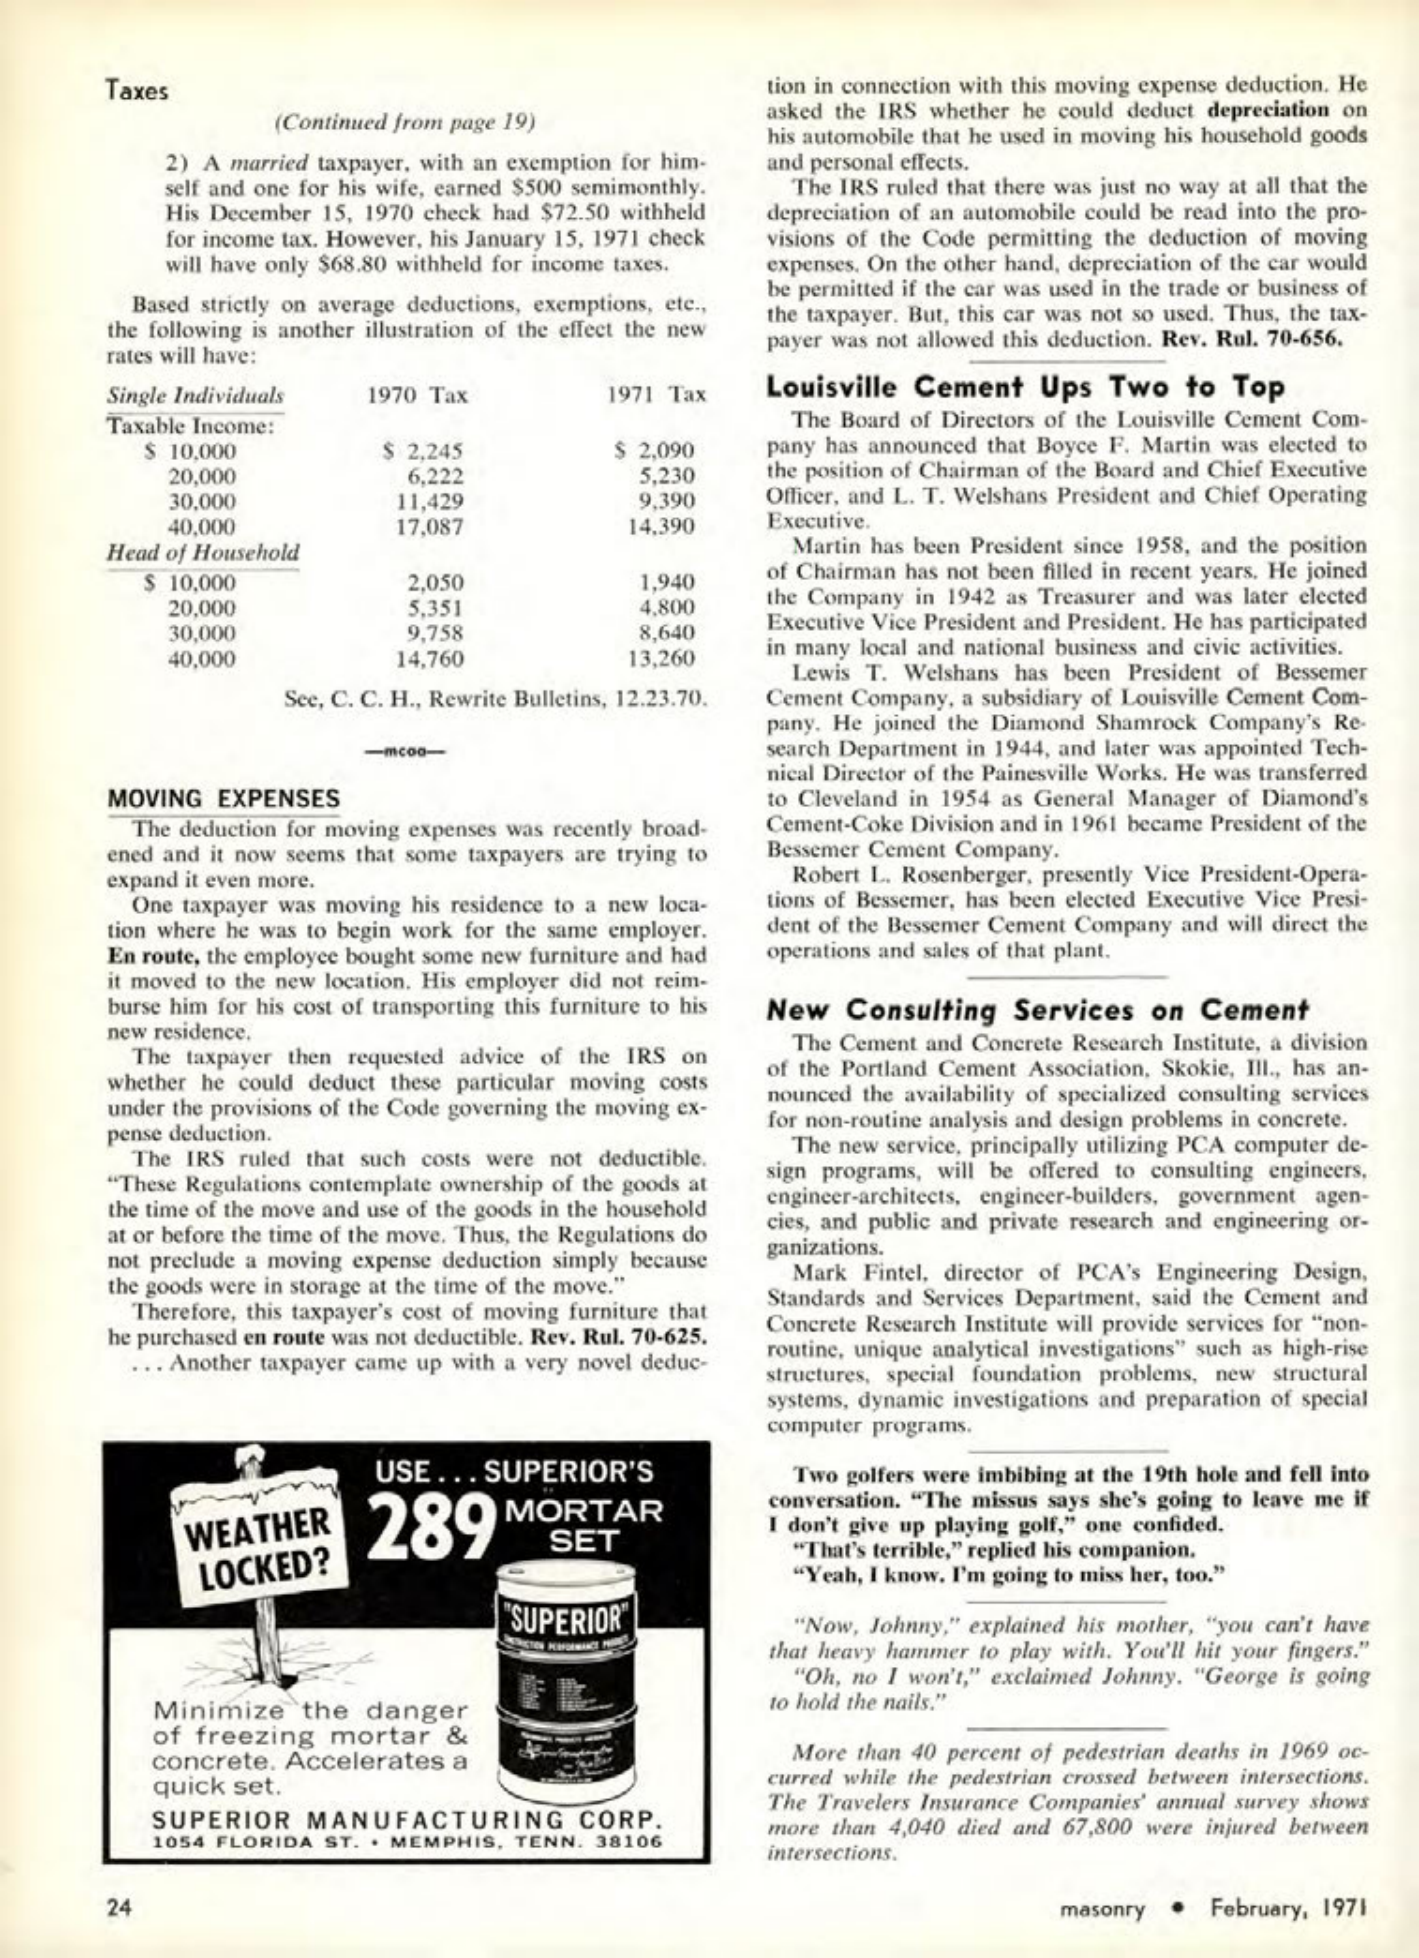 Taxes
(Continued from page 19)
2) A married taxpayer, with an exemption for him-
self and one for his wife, earned $500 semimonthly.
His December 15, 1970 check had $72.50 withheld
for income tax. However, his January 15, 1971 check
will have only $68.80 withheld for income taxes.
Based strictly on average deductions, exemptions, etc.,
the following is another illustration of the effect the new
rates will have:
Single Individuals 1970 Tax 1971 Tax
Taxable Income:
$ 10,000 $ 2,245 $ 2,090
20,000 6,222 5,230
30,000 11,429 9,390
40,000 17,087 14,390
Head of Household
$ 10,000 2,050 1,940
20,000 5,351 4,800
30,000 9,758 8,640
40,000 14,760 13,260
See, C. C. H., Rewrite Bulletins, 12.23.70.
—mcaa—
MOVING EXPENSES
The deduction for moving expenses was recently broad-
ened and it now seems that some taxpayers are trying to
expand it even more.
One taxpayer was moving his residence to a new loca-
tion where he was to begin work for the same employer.
En route, the employee bought some new furniture and had
it moved to the new location. His employer did not reim-
burse him for his cost of transporting this furniture to his
new residence.
The taxpayer then requested advice of the IRS on
whether he could deduct these particular moving costs
under the provisions of the Code governing the moving ex-
pense deduction.
The IRS ruled that such costs were not deductible.
“These Regulations contemplate ownership of the goods at
the time of the move and use of the goods in the household
at or before the time of the move. Thus, the Regulations do
not preclude a moving expense deduction simply because
the goods were in storage at the time of the move.”
Therefore, this taxpayer's cost of moving furniture that
he purchased en route was not deductible. Rev. Rul. 70-625.
. . . Another taxpayer came up with a very novel deduc-
WEATHER
LOCKED?
USE... SUPERIOR'S
289 MORTAR
SET
"SUPERIOR"
CONSTRUCTION PERFORMANCE PRODUCTS
Minimize the danger
of freezing mortar &
concrete. Accelerates a
quick set.
SUPERIOR MANUFACTURING CORP.
1054 FLORIDA ST. • MEMPHIS, TENN. 38106
tion in connection with this moving expense deduction. He
asked the IRS whether he could deduct depreciation on
his automobile that he used in moving his household goods
and personal effects.
The IRS ruled that there was just no way at all that the
depreciation of an automobile could be read into the pro-
visions of the Code permitting the deduction of moving
expenses. On the other hand, depreciation of the car would
be permitted if the car was used in the trade or business of
the taxpayer. But, this car was not so used. Thus, the tax-
payer was not allowed this deduction. Rev. Rul. 70-656.
Louisville Cement Ups Two to Top
The Board of Directors of the Louisville Cement Com-
pany has announced that Boyce F. Martin was elected to
the position of Chairman of the Board and Chief Executive
Officer, and L. T. Welshans President and Chief Operating
Executive.
Martin has been President since 1958, and the position
of Chairman has not been filled in recent years. He joined
the Company in 1942 as Treasurer and was later elected
Executive Vice President and President. He has participated
in many local and national business and civic activities.
Lewis T. Welshans has been President of Bessemer
Cement Company, a subsidiary of Louisville Cement Com-
pany. He joined the Diamond Shamrock Company's Re-
search Department in 1944, and later was appointed Tech-
nical Director of the Painesville Works. He was transferred
to Cleveland in 1954 as General Manager of Diamond's
Cement-Coke Division and in 1961 became President of the
Bessemer Cement Company.
Robert L. Rosenberger, presently Vice President-Opera-
tions of Bessemer, has been elected Executive Vice Presi-
dent of the Bessemer Cement Company and will direct the
operations and sales of that plant.
New Consulting Services on Cement
The Cement and Concrete Research Institute, a division
of the Portland Cement Association, Skokie, Ill., has an-
nounced the availability of specialized consulting services
for non-routine analysis and design problems in concrete.
The new service, principally utilizing PCA computer de-
sign programs, will be offered to consulting engineers,
engineer-architects, engineer-builders, government agen-
cies, and public and private research and engineering or-
ganizations.
Mark Fintel, director of PCA's Engineering Design,
Standards and Services Department, said the Cement and
Concrete Research Institute will provide services for “non-
routine, unique analytical investigations” such as high-rise
structures, special foundation problems, new structural
systems, dynamic investigations and preparation of special
computer programs.
Two golfers were imbibing at the 19th hole and fell into
conversation. “The missus says she's going to leave me if
I don't give up playing golf,” one confided.
“That's terrible,” replied his companion.
“Yeah, I know. I'm going to miss her, too.”
“Now, Johnny,” explained his mother, “you can't have
that heavy hammer to play with. You'll hit your fingers.”
“Oh, no I won't,” exclaimed Johnny. “George is going
to hold the nails.”
More than 40 percent of pedestrian deaths in 1969 oc-
curred while the pedestrian crossed between intersections.
The Travelers Insurance Companies' annual survey shows
more than 4,040 died and 67,800 were injured between
intersections.
24
masonry • February, 1971